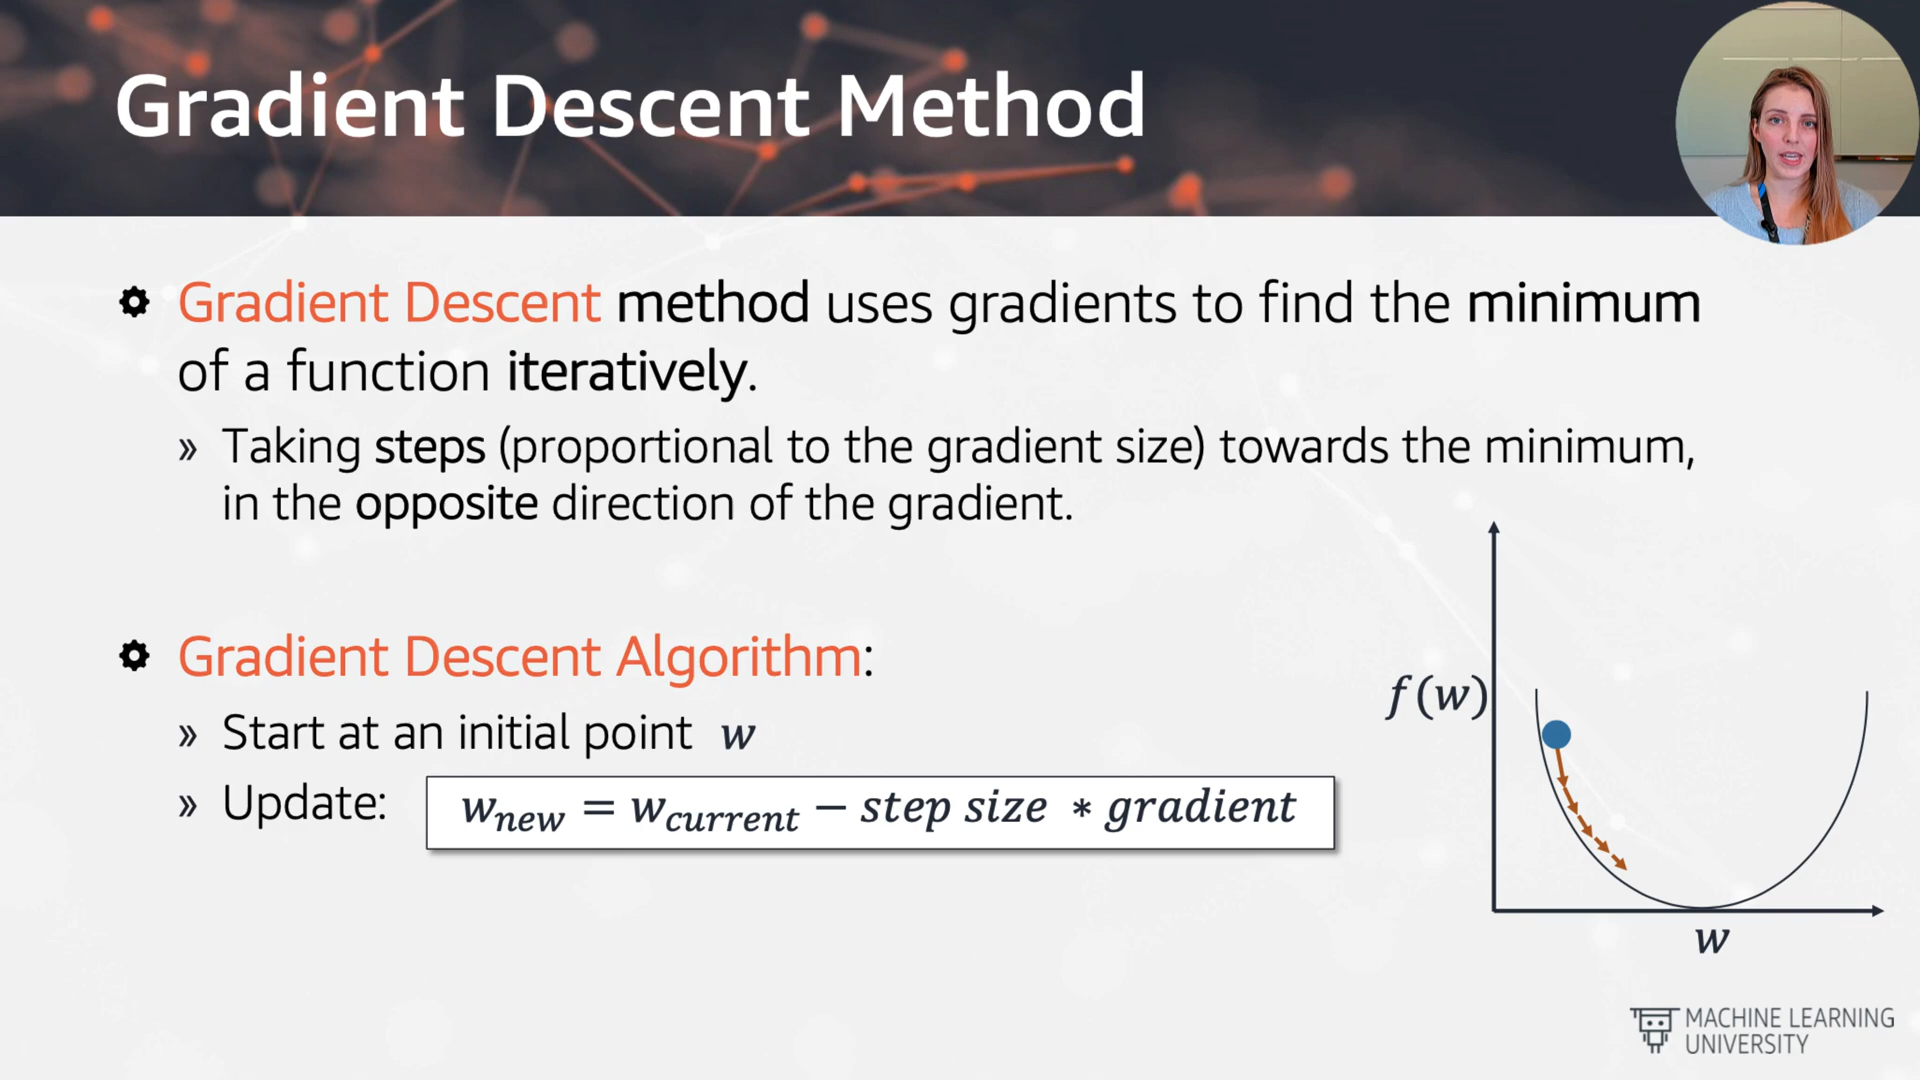 Gradient Descent Method
Gradient Descent method uses gradients to find the minimum
of a function iteratively.
» Taking steps (proportional to the gradient size) towards the minimum,
in the opposite direction of the gradient.
Gradient Descent Algorithm:
» Start at an initial point w
» Update: w_new = w_current − step size * gradient
f(w)
w
MACHINE LEARNING
UNIVERSITY